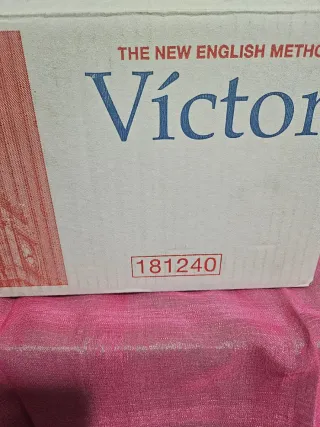 THE NEW ENGLISH METHO
Víctor
181240